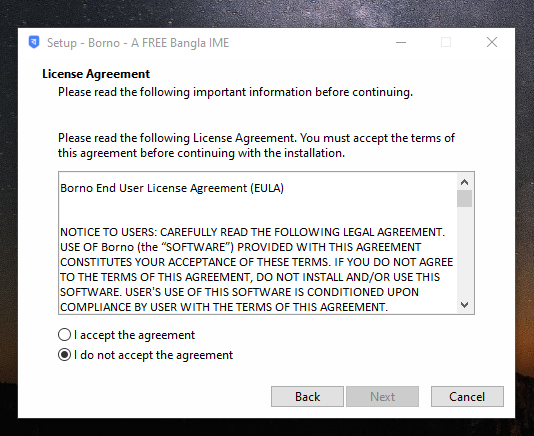 Setup - Borno - A FREE Bangla IME
License Agreement
Please read the following important information before continuing.
Please read the following License Agreement. You must accept the terms of
this agreement before continuing with the installation.
Borno End User License Agreement (EULA)
NOTICE TO USERS: CAREFULLY READ THE FOLLOWING LEGAL AGREEMENT.
USE OF Borno (the “SOFTWARE”) PROVIDED WITH THIS AGREEMENT
CONSTITUTES YOUR ACCEPTANCE OF THESE TERMS. IF YOU DO NOT AGREE
TO THE TERMS OF THIS AGREEMENT, DO NOT INSTALL AND/OR USE THIS
SOFTWARE. USER'S USE OF THIS SOFTWARE IS CONDITIONED UPON
COMPLIANCE BY USER WITH THE TERMS OF THIS AGREEMENT.
I accept the agreement
I do not accept the agreement
Back Next Cancel